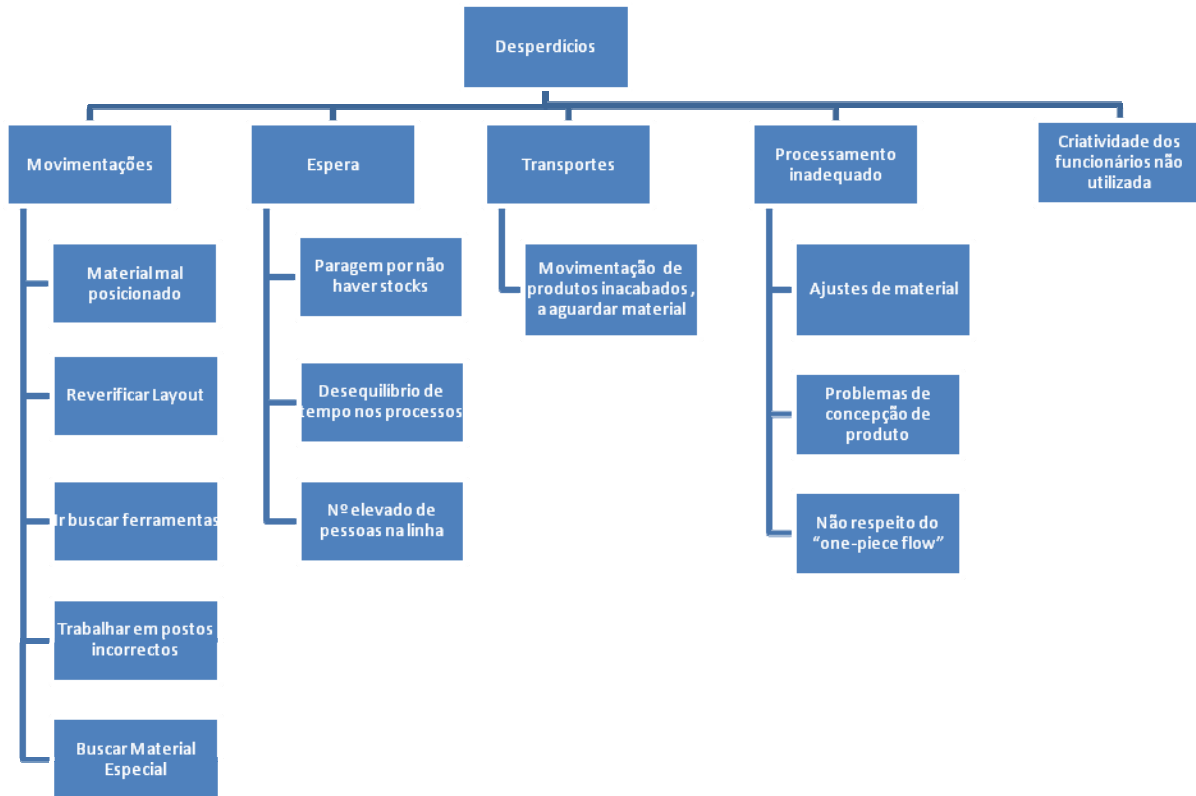 Desperdícios
Movimentações
Espera
Transportes
Processamento
inadequado
Criatividade dos
funcionários não
utilizada
Material mal
posicionado
Reverificar Layout
Ir buscar ferramentas
Trabalhar em postos
incorrectos
Buscar Material
Especial
Paragem por não
haver stocks
Desequilíbrio de
tempo nos processos
Nº elevado de
pessoas na linha
Movimentação de
produtos inacabados ,
a aguardar material
Ajustes de material
Problemas de
concepção de
produto
Não respeito do
“one-piece flow”